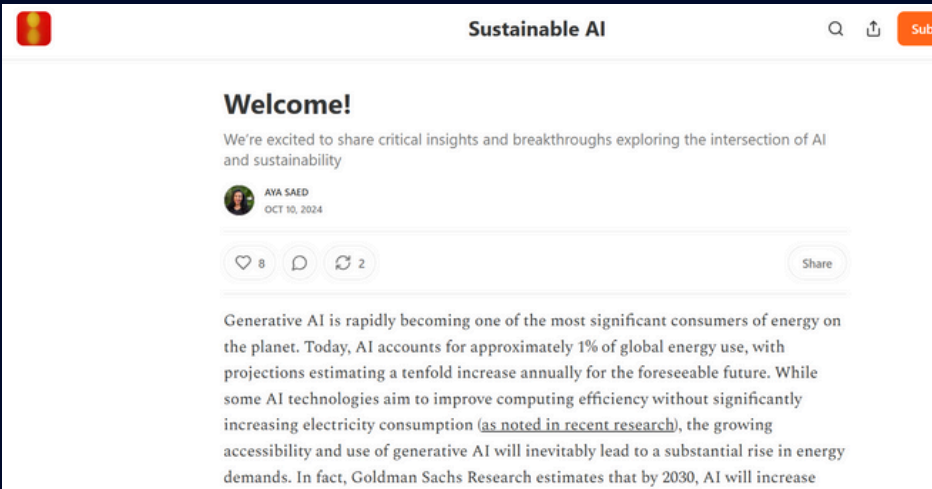 Sustainable AI
Welcome!
We're excited to share critical insights and breakthroughs exploring the intersection of AI
and sustainability
AYA SAED
OCT 10, 2024
8
2
Share
Generative AI is rapidly becoming one of the most significant consumers of energy on
the planet. Today, AI accounts for approximately 1% of global energy use, with
projections estimating a tenfold increase annually for the foreseeable future. While
some AI technologies aim to improve computing efficiency without significantly
increasing electricity consumption (as noted in recent research), the growing
accessibility and use of generative AI will inevitably lead to a substantial rise in energy
demands. In fact, Goldman Sachs Research estimates that by 2030, AI will increase